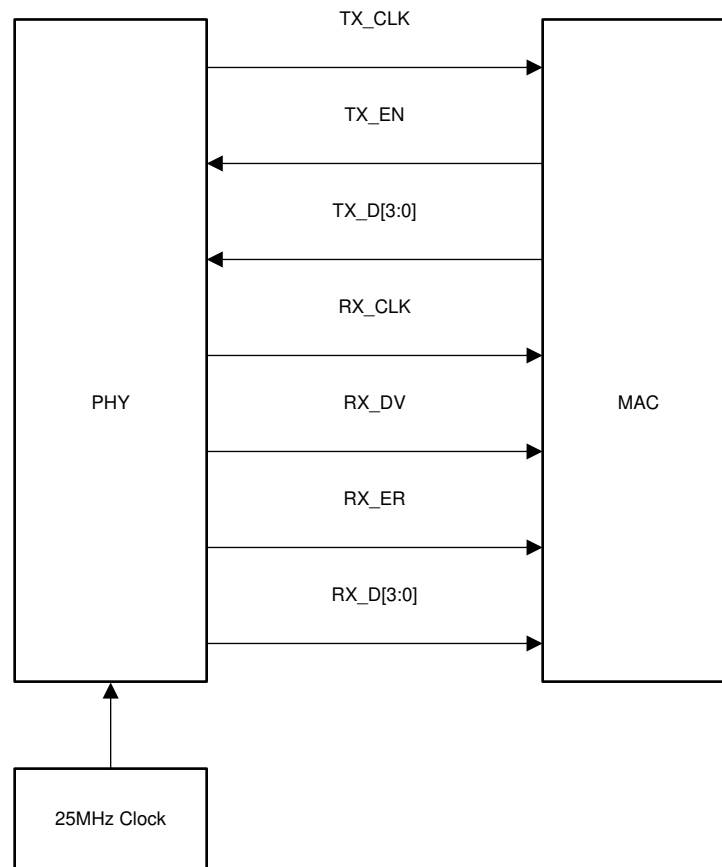 TX_CLK
TX_EN
TX_D[3:0]
RX_CLK
PHY
RX_DV
MAC
RX_ER
RX_D[3:0]
25MHz Clock